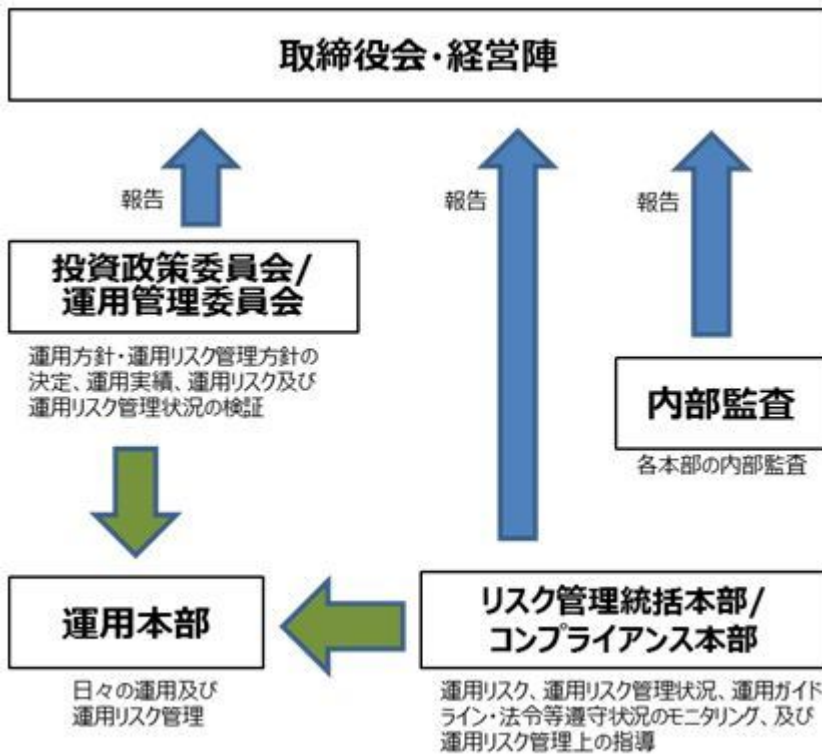 取締役会・経営陣
報告
報告
報告
投資政策委員会/
運用管理委員会
運用方針・運用リスク管理方針の
決定、運用実績、運用リスク及び
運用リスク管理状況の検証
内部監査
各本部の内部監査
運用本部
日々の運用及び
運用リスク管理
リスク管理統括本部/
コンプライアンス本部
運用リスク、運用リスク管理状況、運用ガイド
ライン・法令等遵守状況のモニタリング、及び
運用リスク管理上の指導